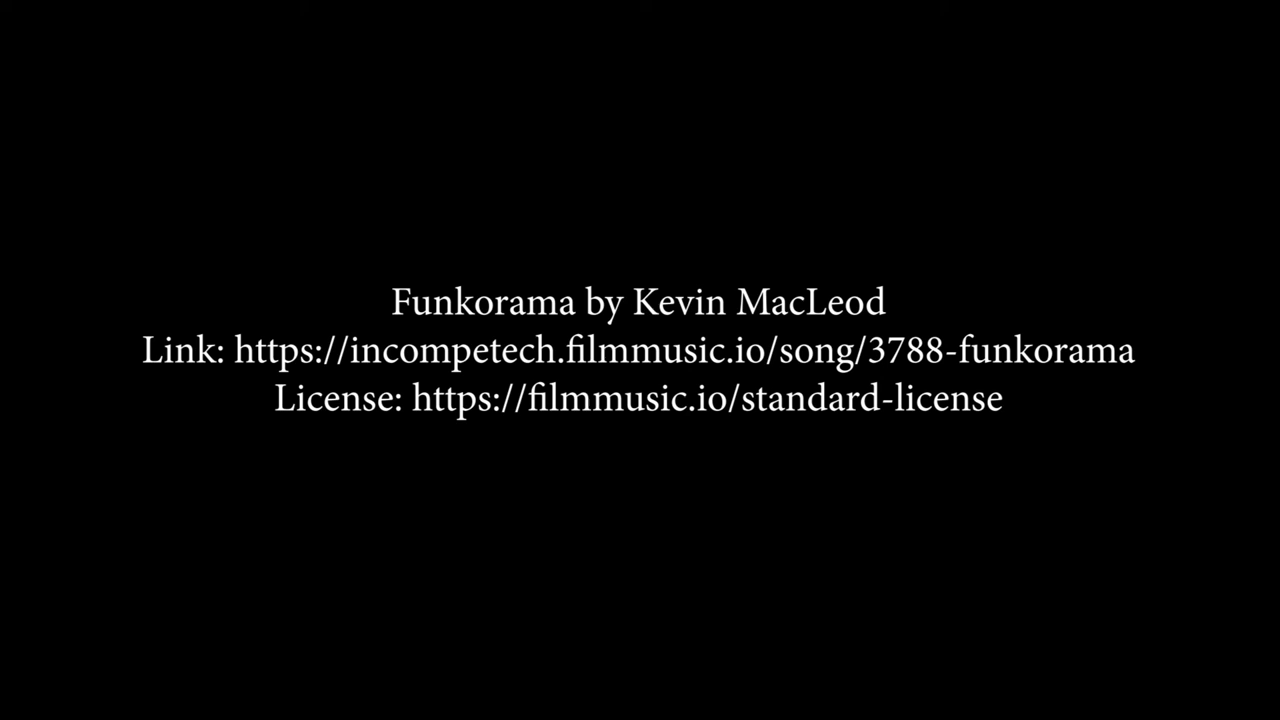 Funkorama by Kevin MacLeod
Link: https://incompetech.filmmusic.io/song/3788-funkorama
License: https://filmmusic.io/standard-license